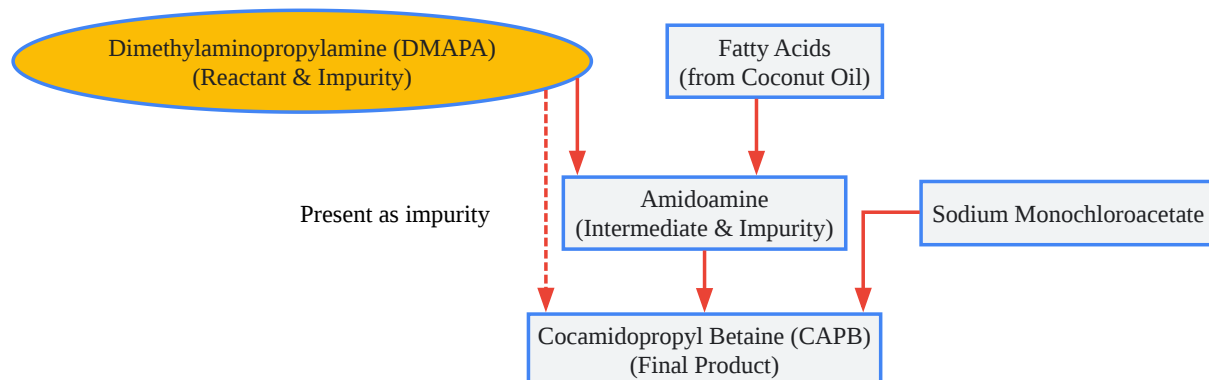 Dimethylaminopropylamine (DMAPA)
(Reactant & Impurity)
Fatty Acids
(from Coconut Oil)
Amidoamine
(Intermediate & Impurity)
Sodium Monochloroacetate
Present as impurity
Cocamidopropyl Betaine (CAPB)
(Final Product)